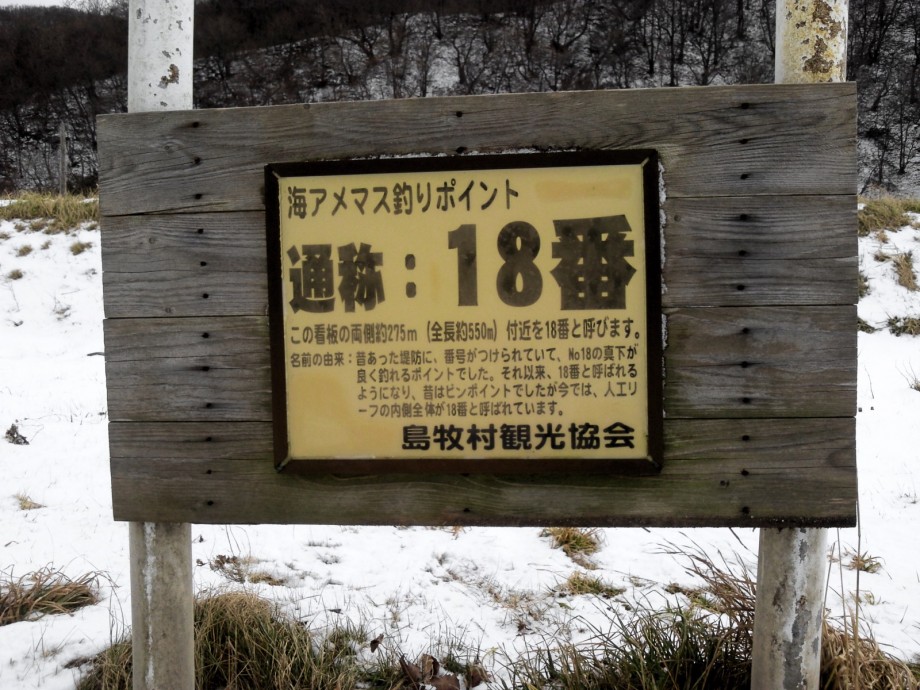 海アメマス釣りポイント
通称：18番
この看板の両側約275m（全長約550m）付近を18番と呼びます。
名前の由来：昔あった堤防に、番号がつけられていて、No18の真下が
良く釣れるポイントでした。それ以来、18番と呼ばれる
ようになり、昔はピンポイントでしたが今では、人工リ
ーフの内側全体が18番と呼ばれています。
島牧村観光協会